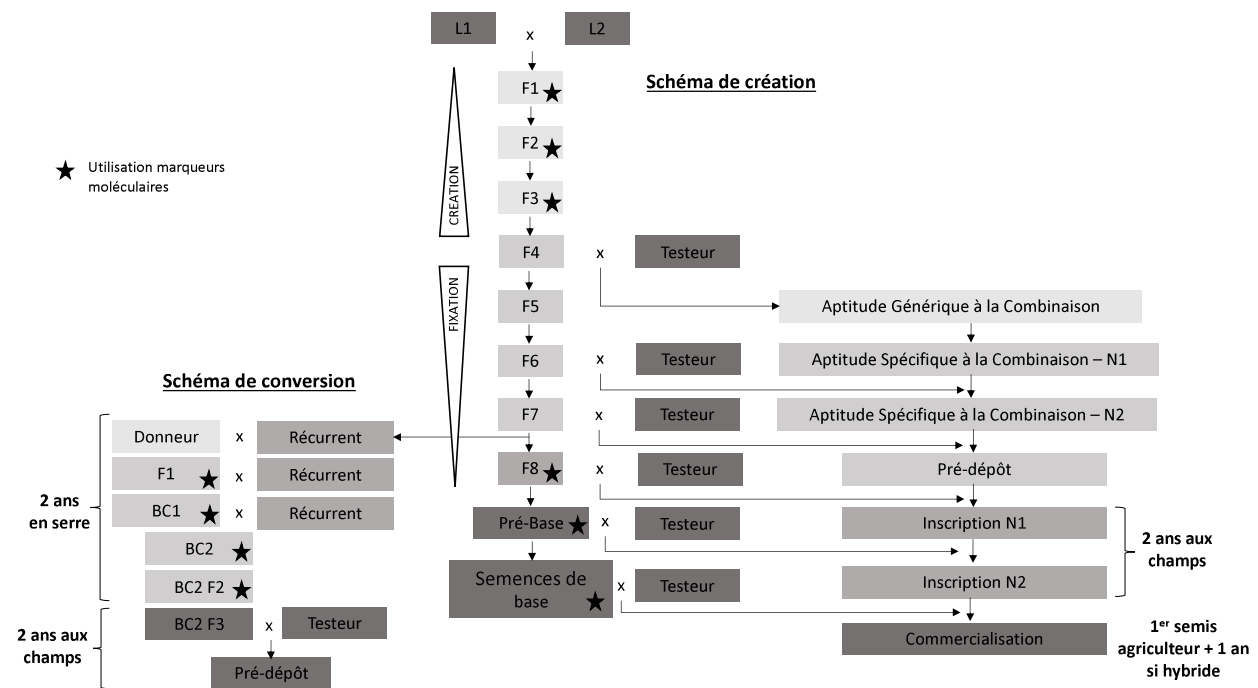 L1 x L2
Schéma de création
F1
F2
Utilisation marqueurs
moléculaires
F3
CREATION
F4 x Testeur
FIXATION
F5
Aptitude Générique à la Combinaison
F6 x Testeur
Aptitude Spécifique à la Combinaison – N1
F7 x Testeur
Aptitude Spécifique à la Combinaison – N2
F8 x Testeur
Pré-dépôt
Pré-Base x Testeur
Inscription N1
Semences de
base
x Testeur
Inscription N2
2 ans aux
champs
Commercialisation
1er semis
agriculteur + 1 an
si hybride
Schéma de conversion
Donneur x Récurrent
F1 x Récurrent
BC1 x Récurrent
2 ans
en serre
BC2
BC2 F2
BC2 F3 x Testeur
2 ans aux
champs
Pré-dépôt